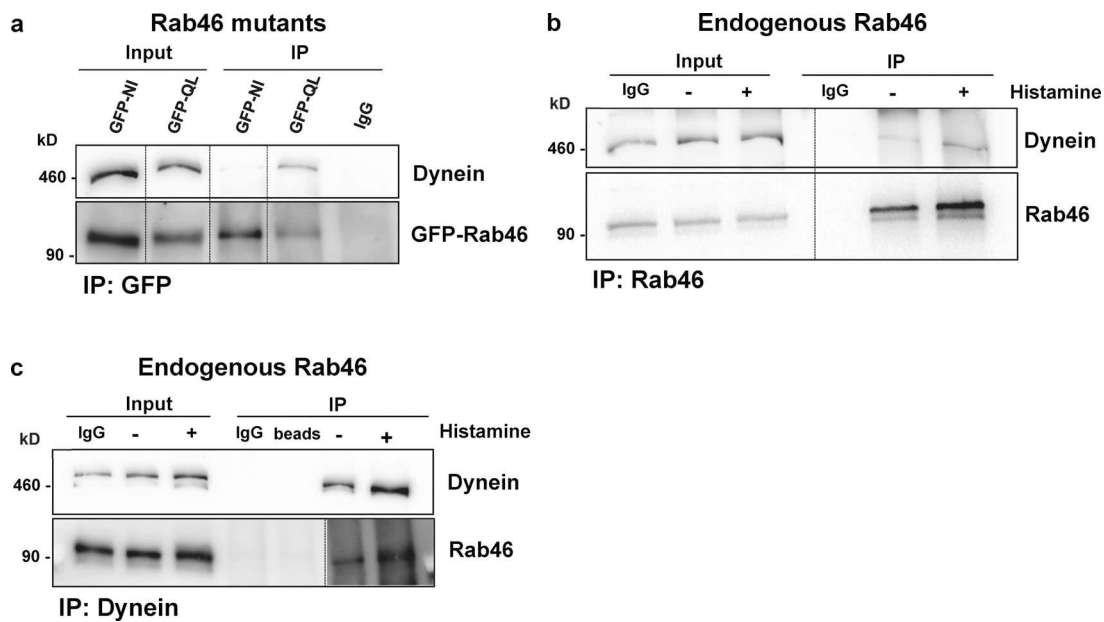 a
Rab46 mutants
Input IP
GFP-NI GFP-QL GFP-NI GFP-QL IgG
kD
460 - Dynein
GFP-Rab46
90 -
IP: GFP
b
Endogenous Rab46
Input IP
IgG - + IgG - + Histamine
kD
460 - Dynein
Rab46
90 -
IP: Rab46
c
Endogenous Rab46
Input IP
IgG - + IgG beads - + Histamine
kD
460 - Dynein
90 - Rab46
IP: Dynein